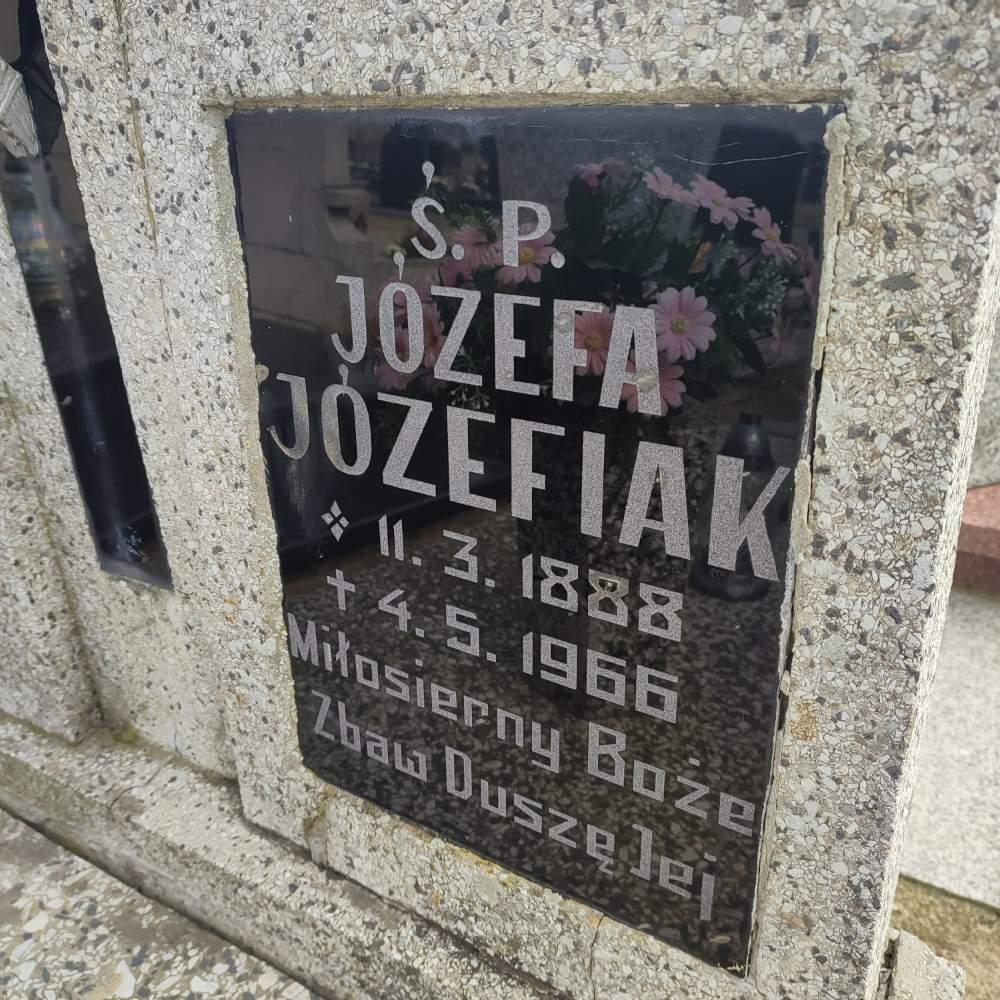 Ś. P.
JÓZEFA
JÓZEFIAK
11. 3. 1888
† 4. 5. 1966
Miłosierny Boże
Zbaw Duszę Jej